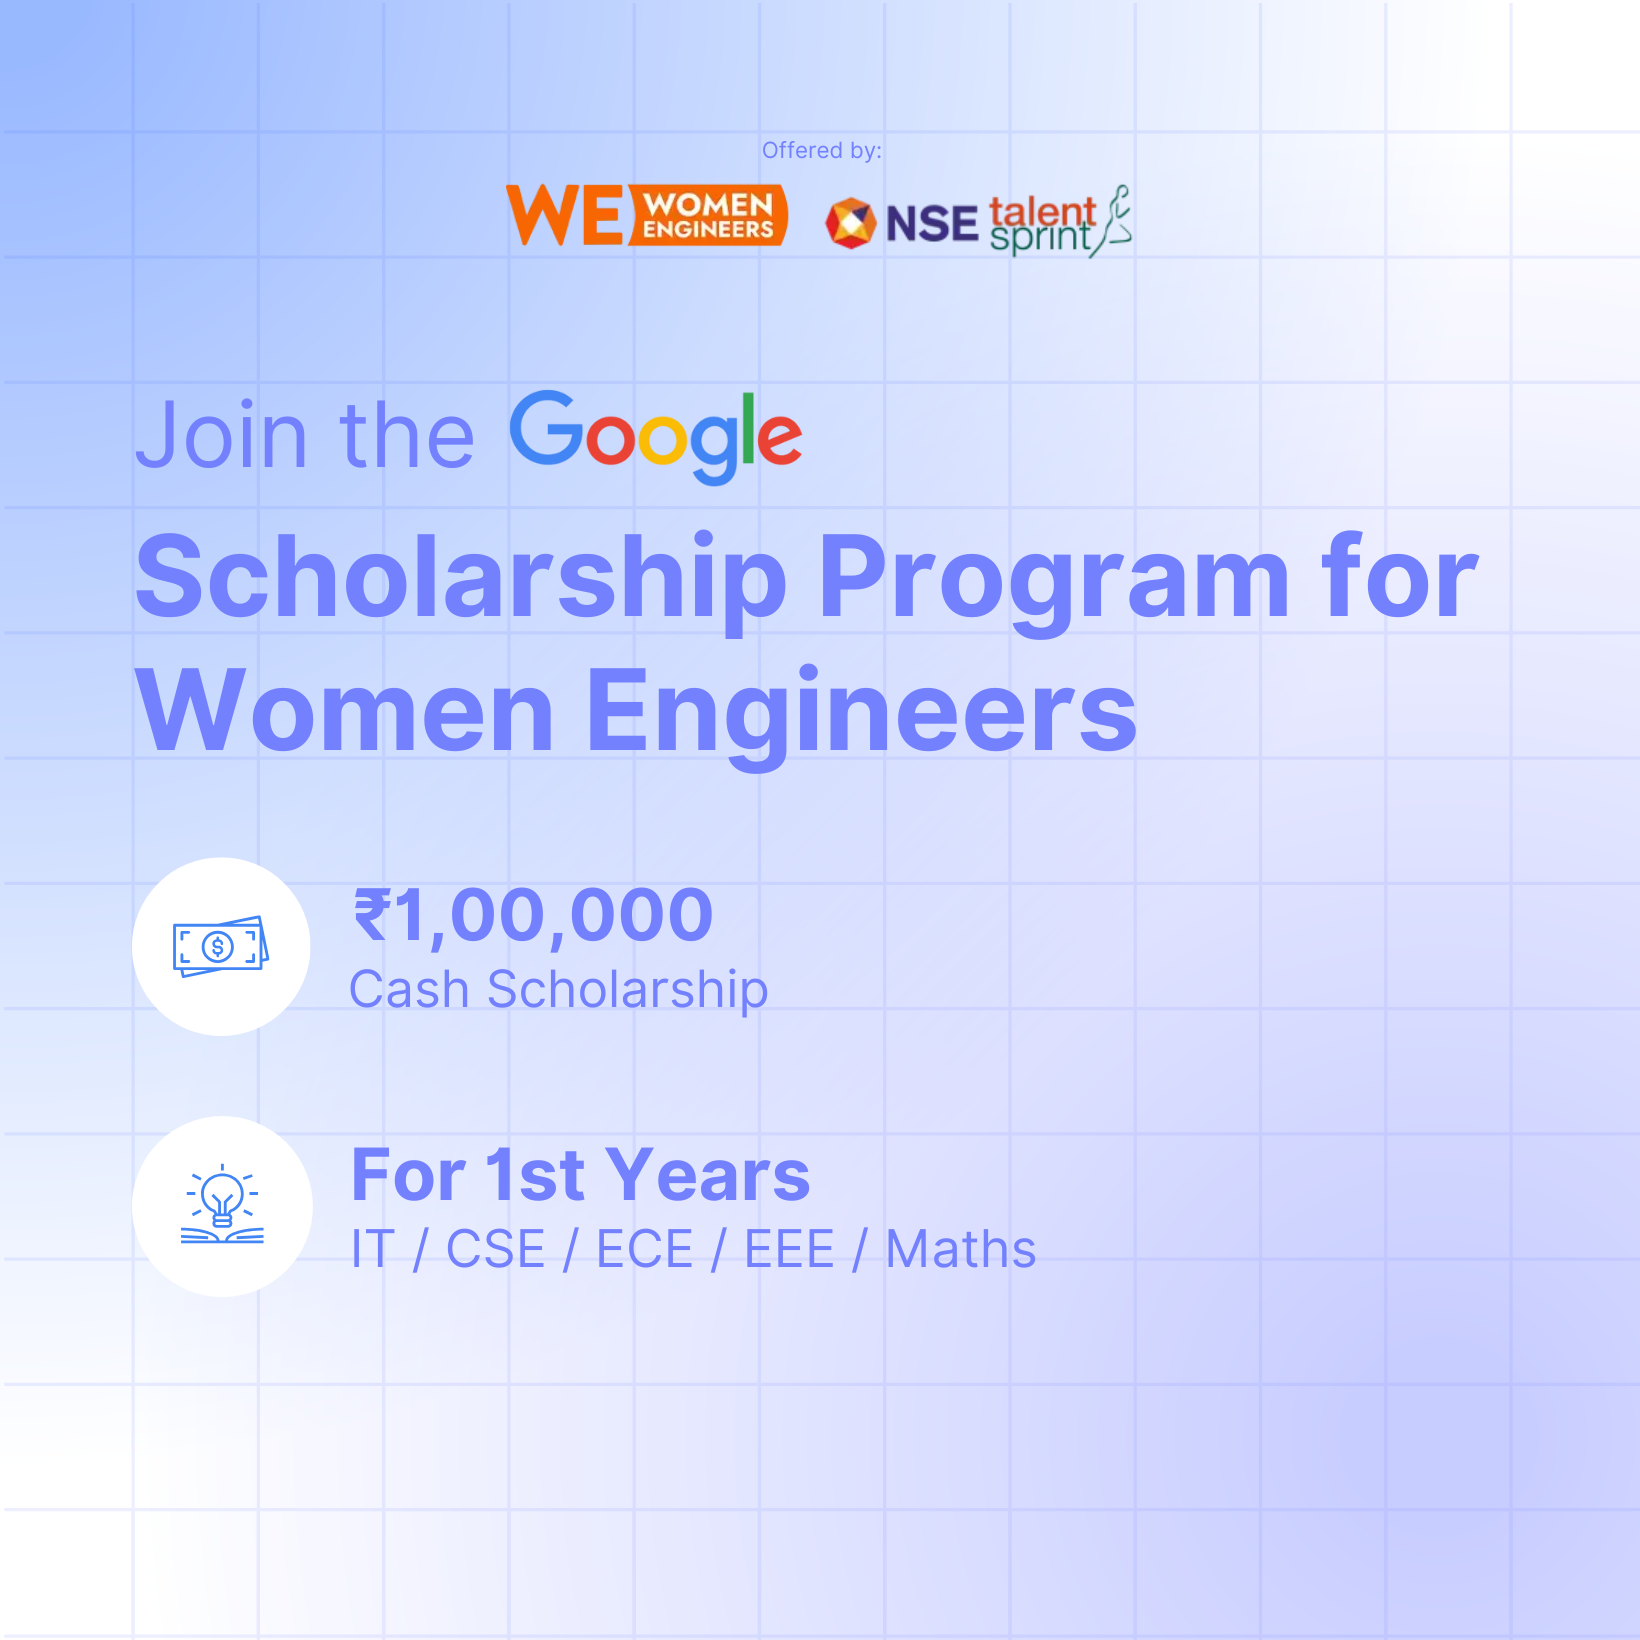 Offered by:
WE WOMEN ENGINEERS NSE talent sprint
Join the Google
Scholarship Program for
Women Engineers
₹1,00,000
Cash Scholarship
For 1st Years
IT / CSE / ECE / EEE / Maths